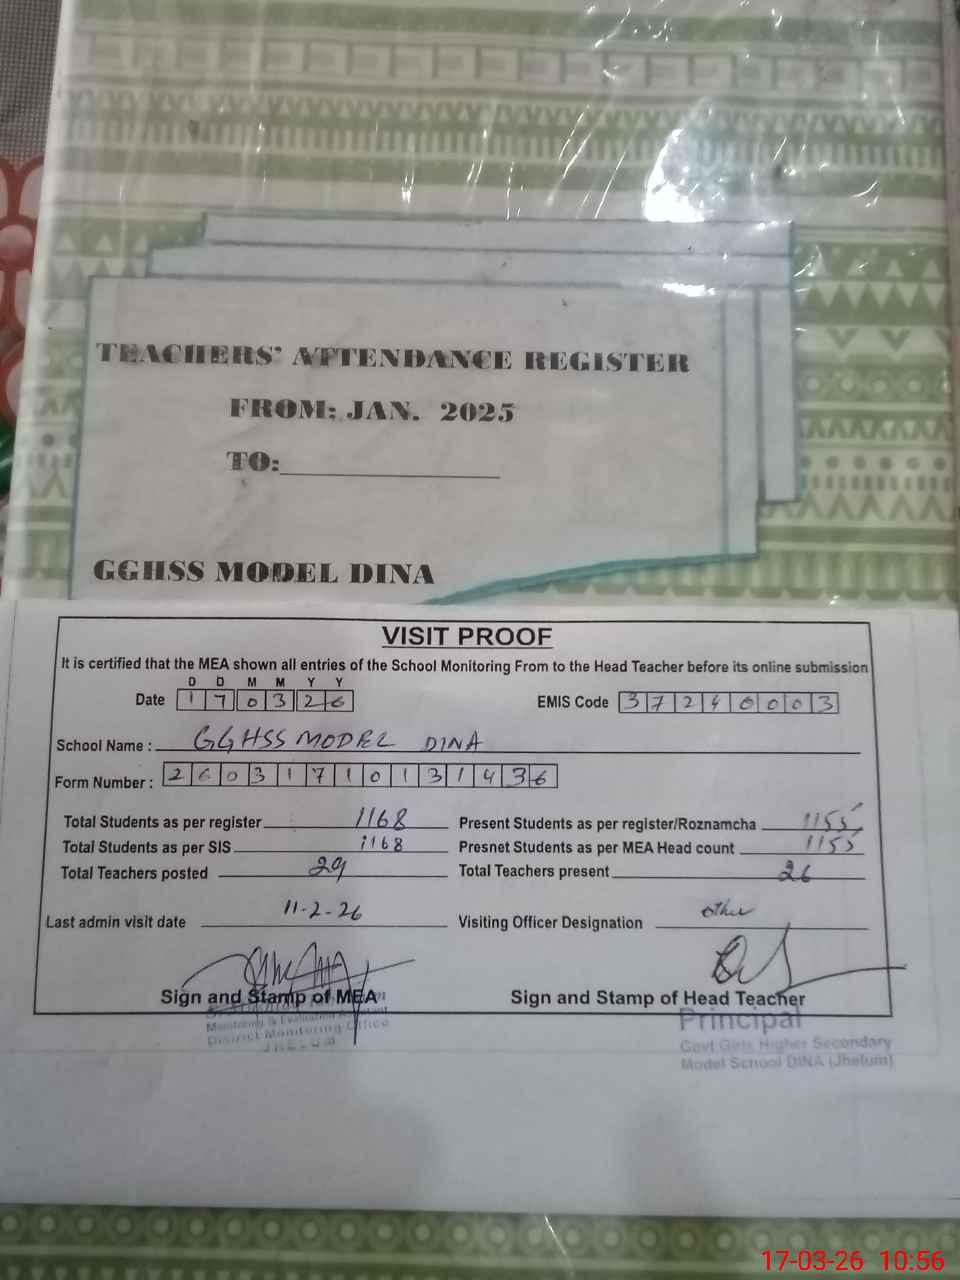 TEACHERS' ATTENDANCE REGISTER
FROM: JAN. 2025
TO:
GGHSS MODEL DINA
VISIT PROOF
It is certified that the MEA shown all entries of the School Monitoring From to the Head Teacher before its online submission
D D M M Y Y
Date 1 7 0 3 2 6 EMIS Code 3 7 2 4 0 0 0 3
School Name : GGHSS MODEL DINA
Form Number : 2 6 0 3 1 7 1 0 1 3 1 4 3 6
Total Students as per register 1168 Present Students as per register/Roznamcha 1155
Total Students as per SIS 1168 Presnet Students as per MEA Head count 1155
Total Teachers posted 29 Total Teachers present 26
Last admin visit date 11-2-26 Visiting Officer Designation other
Sign and Stamp of MEA Sign and Stamp of Head Teacher
Monitoring & Evaluation
District Monitoring Office
JHELUM
Principal
Govt Girls Higher Secondary
Model School DINA (Jhelum)
17-03-26 10:56